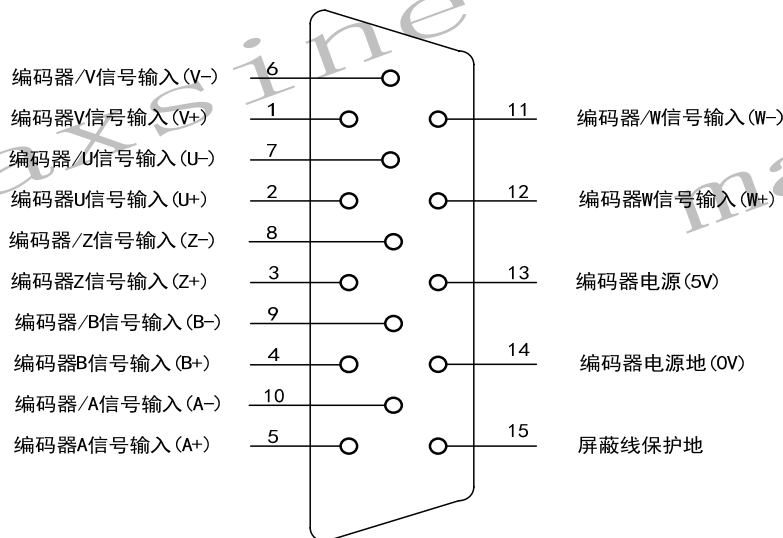 maxsine
编码器/V信号输入(V-) 6
编码器V信号输入(V+) 1
11 编码器/W信号输入(W-)
编码器/U信号输入(U-) 7
编码器U信号输入(U+) 2
12 编码器W信号输入(W+)
编码器/Z信号输入(Z-) 8
编码器Z信号输入(Z+) 3
13 编码器电源(5V)
编码器/B信号输入(B-) 9
编码器B信号输入(B+) 4
14 编码器电源地(0V)
编码器/A信号输入(A-) 10
编码器A信号输入(A+) 5
15 屏蔽线保护地